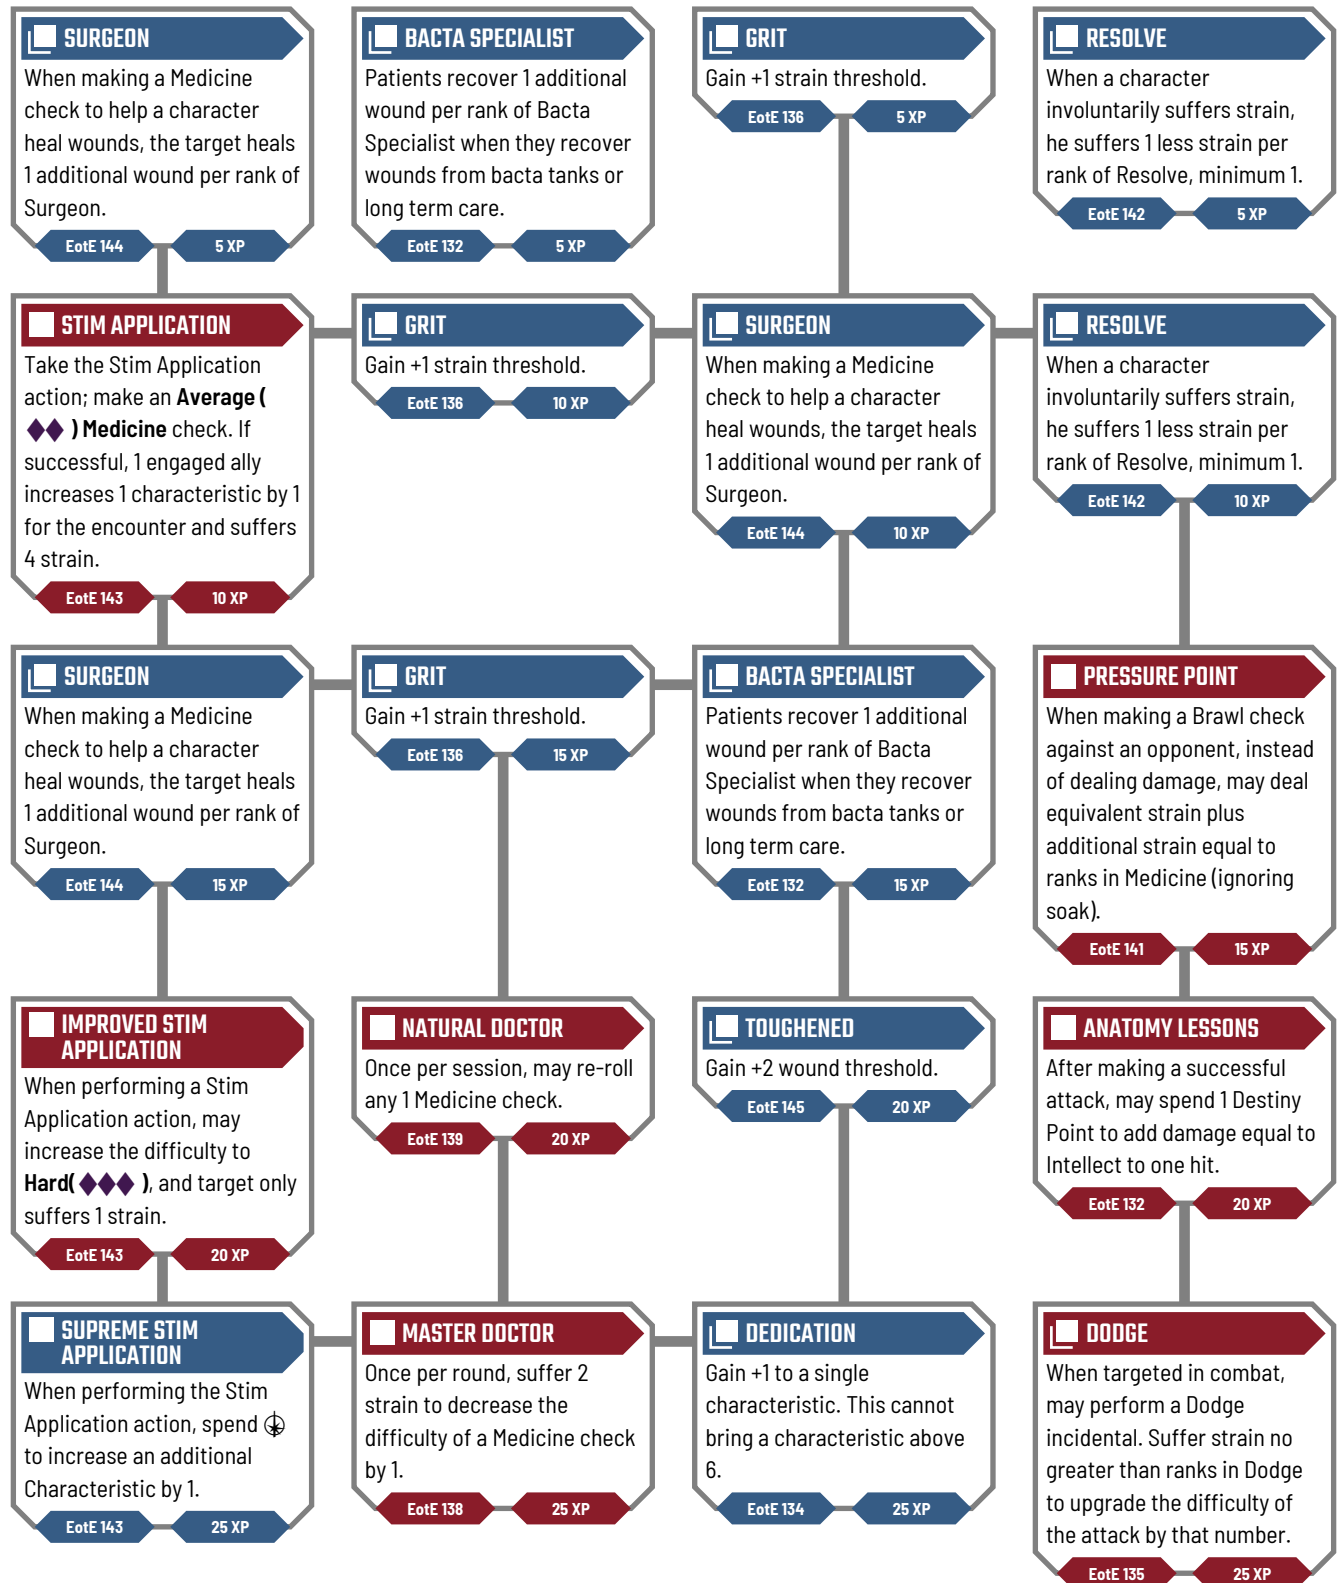 SURGEON
When making a Medicine
check to help a character
heal wounds, the target heals
1 additional wound per rank of
Surgeon.
EotE 144 5 XP
BACTA SPECIALIST
Patients recover 1 additional
wound per rank of Bacta
Specialist when they recover
wounds from bacta tanks or
long term care.
EotE 132 5 XP
GRIT
Gain +1 strain threshold.
EotE 136 5 XP
RESOLVE
When a character
involuntarily suffers strain,
he suffers 1 less strain per
rank of Resolve, minimum 1.
EotE 142 5 XP
STIM APPLICATION
Take the Stim Application
action; make an Average (
♦♦ ) Medicine check. If
successful, 1 engaged ally
increases 1 characteristic by 1
for the encounter and suffers
4 strain.
EotE 143 10 XP
GRIT
Gain +1 strain threshold.
EotE 136 10 XP
SURGEON
When making a Medicine
check to help a character
heal wounds, the target heals
1 additional wound per rank of
Surgeon.
EotE 144 10 XP
RESOLVE
When a character
involuntarily suffers strain,
he suffers 1 less strain per
rank of Resolve, minimum 1.
EotE 142 10 XP
SURGEON
When making a Medicine
check to help a character
heal wounds, the target heals
1 additional wound per rank of
Surgeon.
EotE 144 15 XP
GRIT
Gain +1 strain threshold.
EotE 136 15 XP
BACTA SPECIALIST
Patients recover 1 additional
wound per rank of Bacta
Specialist when they recover
wounds from bacta tanks or
long term care.
EotE 132 15 XP
PRESSURE POINT
When making a Brawl check
against an opponent, instead
of dealing damage, may deal
equivalent strain plus
additional strain equal to
ranks in Medicine (ignoring
soak).
EotE 141 15 XP
IMPROVED STIM
APPLICATION
When performing a Stim
Application action, may
increase the difficulty to
Hard( ♦♦♦ ), and target only
suffers 1 strain.
EotE 143 20 XP
NATURAL DOCTOR
Once per session, may re-roll
any 1 Medicine check.
EotE 139 20 XP
TOUGHENED
Gain +2 wound threshold.
EotE 145 20 XP
ANATOMY LESSONS
After making a successful
attack, may spend 1 Destiny
Point to add damage equal to
Intellect to one hit.
EotE 132 20 XP
SUPREME STIM
APPLICATION
When performing the Stim
Application action, spend
to increase an additional
Characteristic by 1.
EotE 143 25 XP
MASTER DOCTOR
Once per round, suffer 2
strain to decrease the
difficulty of a Medicine check
by 1.
EotE 138 25 XP
DEDICATION
Gain +1 to a single
characteristic. This cannot
bring a characteristic above
6.
EotE 134 25 XP
DODGE
When targeted in combat,
may perform a Dodge
incidental. Suffer strain no
greater than ranks in Dodge
to upgrade the difficulty of
the attack by that number.
EotE 135 25 XP